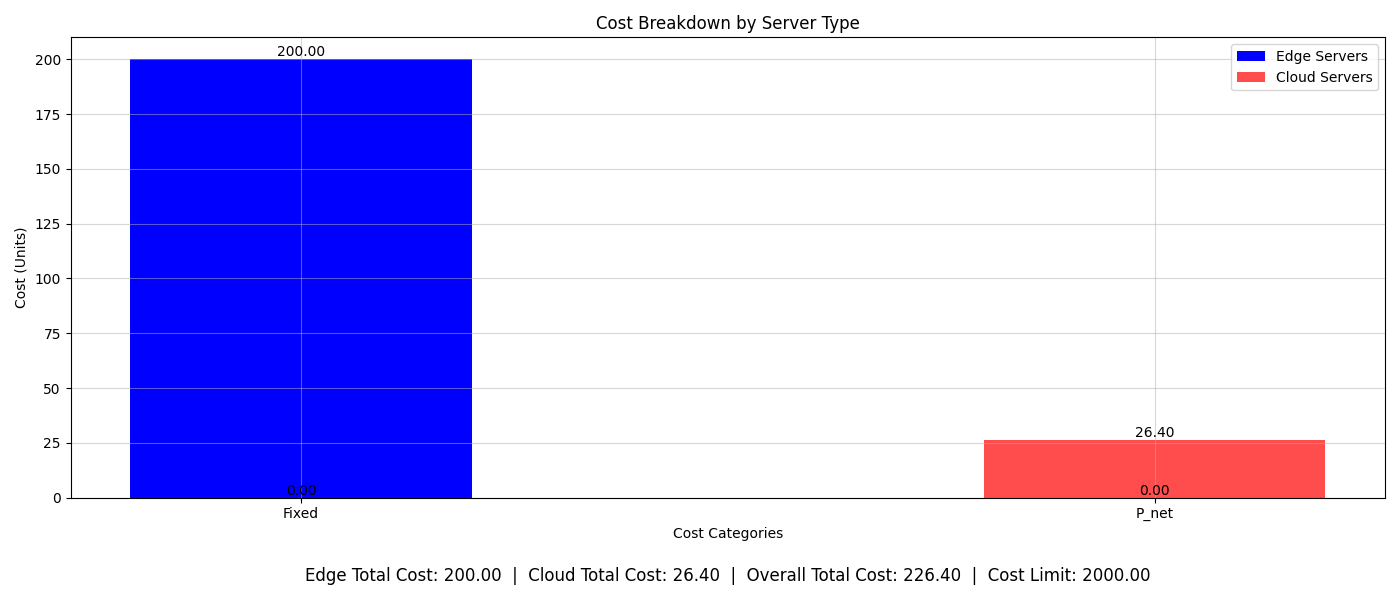 Cost Breakdown by Server Type
200.00
200
Edge Servers
Cloud Servers
175
150
125
100
75
50
26.40
25
0.00
0.00
0
Fixed
P_net
Cost (Units)
Cost Categories
Edge Total Cost: 200.00 | Cloud Total Cost: 26.40 | Overall Total Cost: 226.40 | Cost Limit: 2000.00